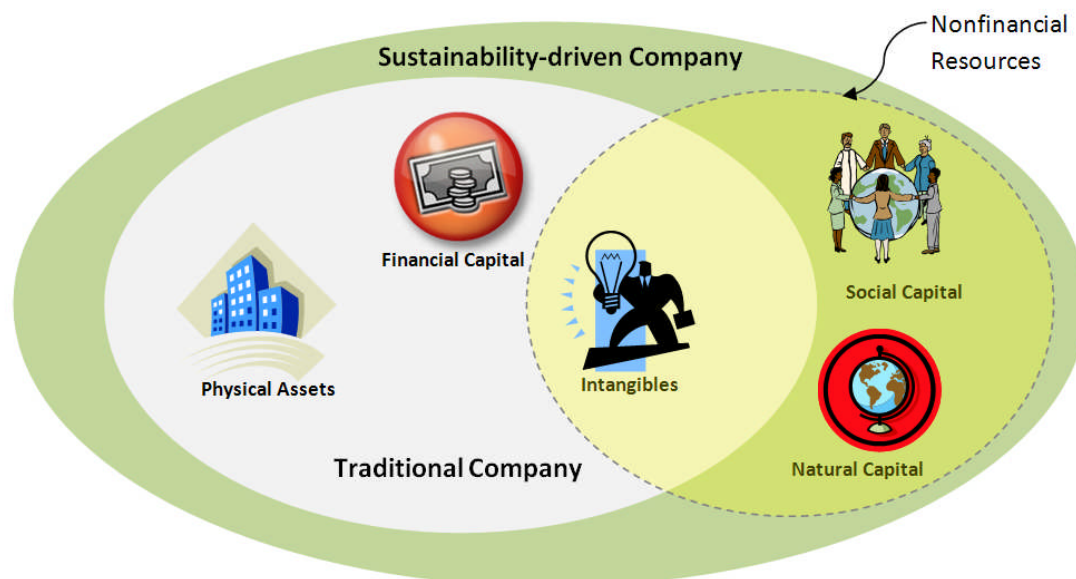 Nonfinancial
Resources
Sustainability-driven Company
Financial Capital
Social Capital
Physical Assets
Intangibles
Traditional Company
Natural Capital